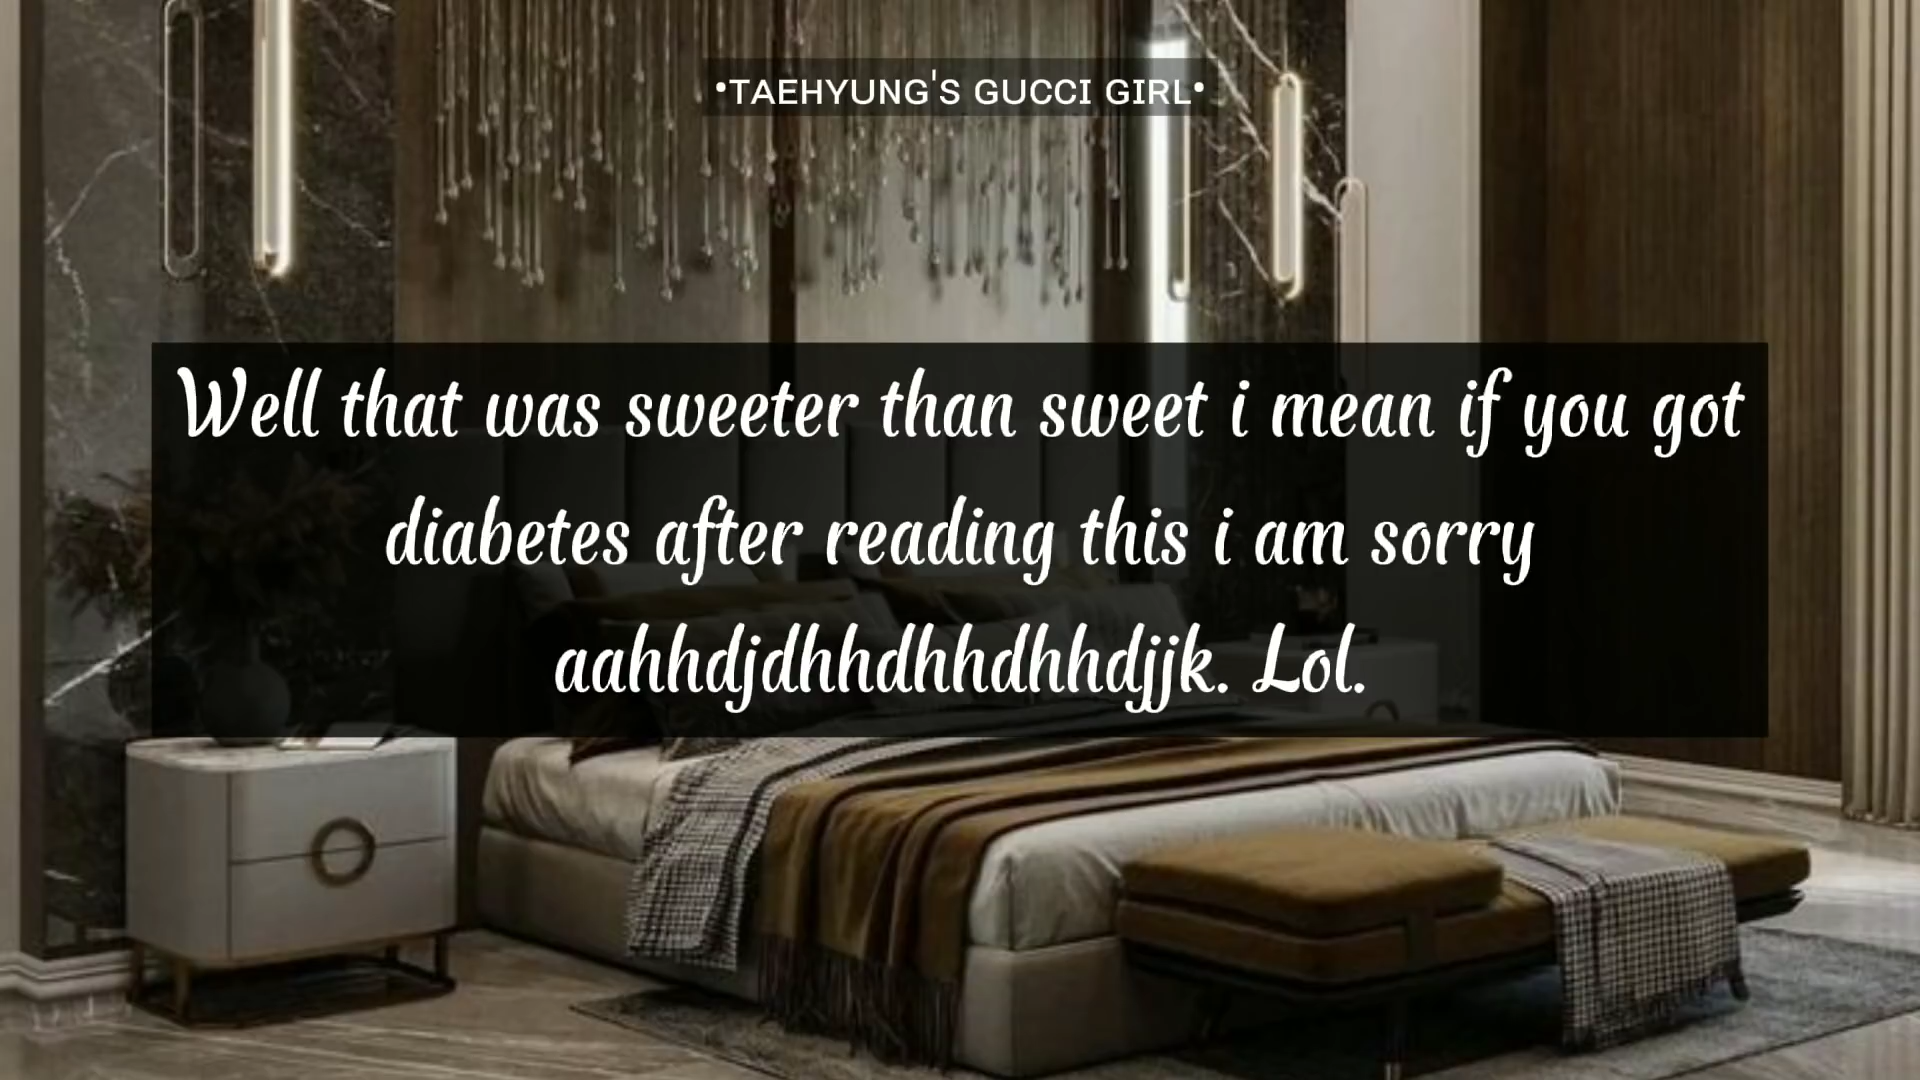 •TAEHYUNG'S GUCCI GIRL•
Well that was sweeter than sweet i mean if you got
diabetes after reading this i am sorry
aahhdjdhhdhhdhhdjjk. Lol.